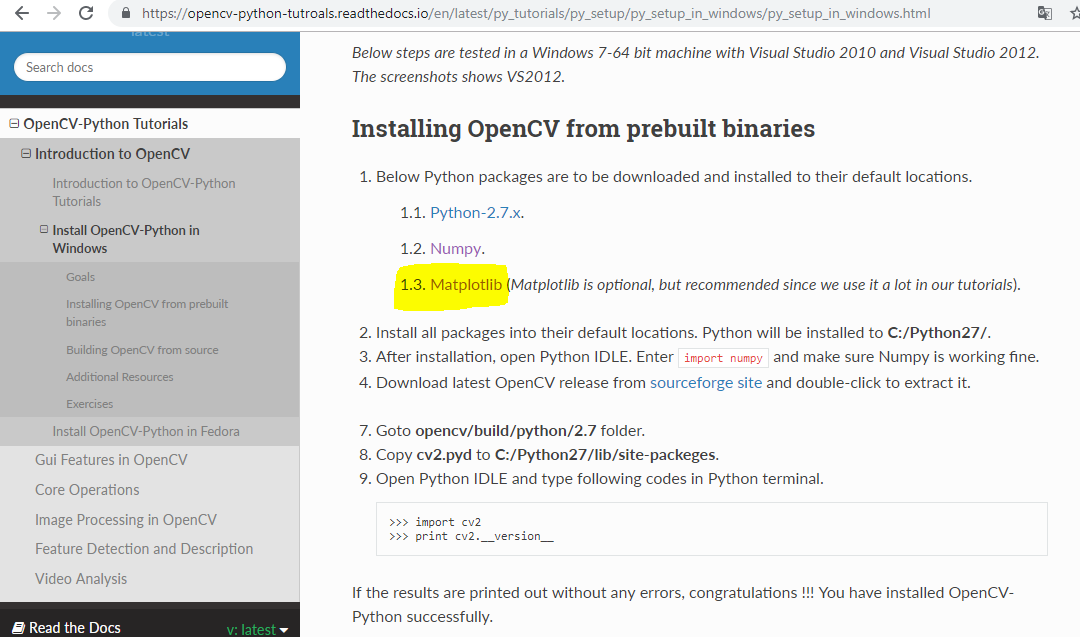 https://opencv-python-tutroals.readthedocs.io/en/latest/py_tutorials/py_setup/py_setup_in_windows/py_setup_in_windows.html
latest
Search docs
OpenCV-Python Tutorials
Introduction to OpenCV
Introduction to OpenCV-Python
Tutorials
Install OpenCV-Python in
Windows
Goals
Installing OpenCV from prebuilt
binaries
Building OpenCV from source
Additional Resources
Exercises
Install OpenCV-Python in Fedora
Gui Features in OpenCV
Core Operations
Image Processing in OpenCV
Feature Detection and Description
Video Analysis
Read the Docs
v: latest
Below steps are tested in a Windows 7-64 bit machine with Visual Studio 2010 and Visual Studio 2012.
The screenshots shows VS2012.
Installing OpenCV from prebuilt binaries
1. Below Python packages are to be downloaded and installed to their default locations.
1.1. Python-2.7.x.
1.2. Numpy.
1.3. Matplotlib (Matplotlib is optional, but recommended since we use it a lot in our tutorials).
2. Install all packages into their default locations. Python will be installed to C:/Python27/.
3. After installation, open Python IDLE. Enter import numpy and make sure Numpy is working fine.
4. Download latest OpenCV release from sourceforge site and double-click to extract it.
7. Goto opencv/build/python/2.7 folder.
8. Copy cv2.pyd to C:/Python27/lib/site-packeges.
9. Open Python IDLE and type following codes in Python terminal.
>>> import cv2
>>> print cv2.__version__
If the results are printed out without any errors, congratulations !!! You have installed OpenCV-
Python successfully.